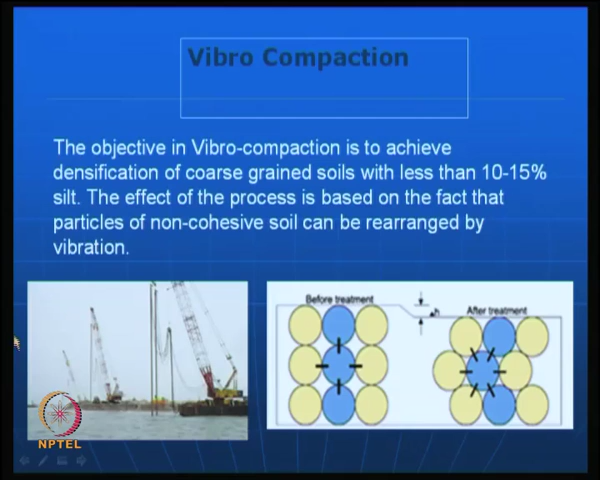 Vibro Compaction
The objective in Vibro-compaction is to achieve
densification of coarse grained soils with less than 10-15%
silt. The effect of the process is based on the fact that
particles of non-cohesive soil can be rearranged by
vibration.
Before treatment
h
After treatment
NPTEL